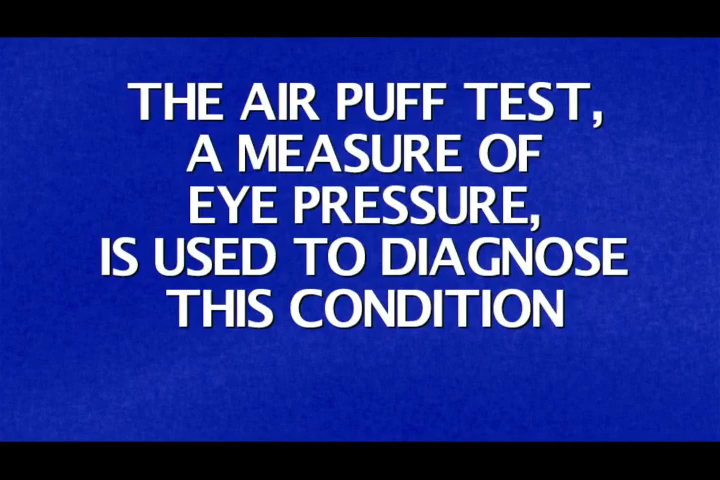 THE AIR PUFF TEST,
A MEASURE OF
EYE PRESSURE,
IS USED TO DIAGNOSE
THIS CONDITION